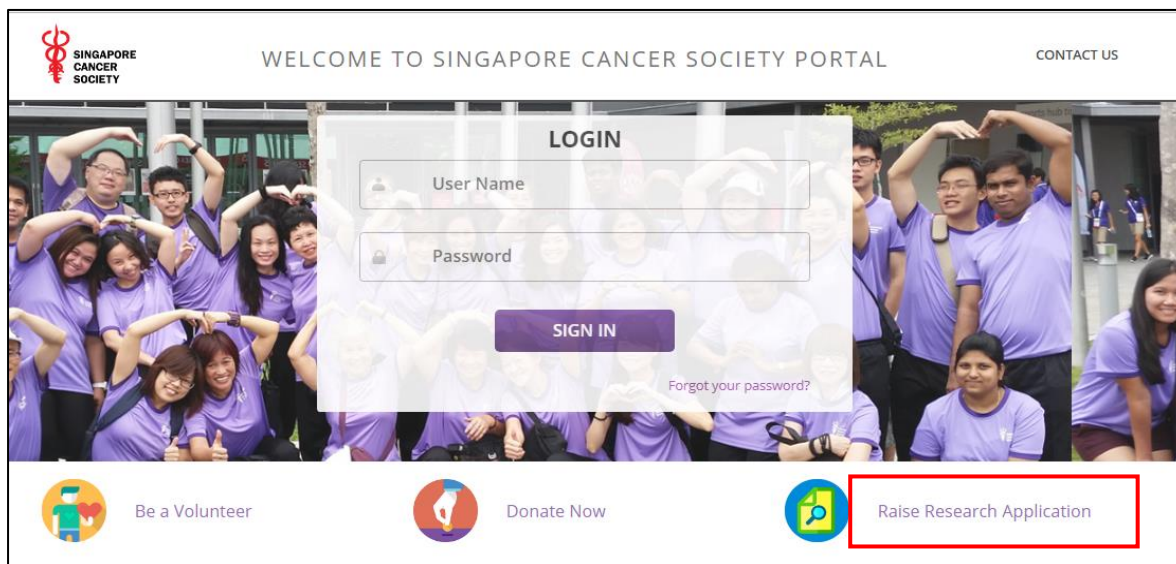 SINGAPORE
CANCER
SOCIETY
WELCOME TO SINGAPORE CANCER SOCIETY PORTAL
CONTACT US
LOGIN
User Name
Password
SIGN IN
Forgot your password?
Be a Volunteer
Donate Now
Raise Research Application